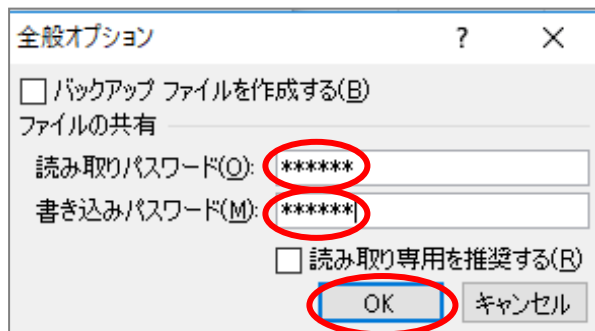 全般オプション ? ×
バックアップ ファイルを作成する(B)
ファイルの共有
読み取りパスワード(O): ******
書き込みパスワード(M): ******
読み取り専用を推奨する(R)
OK キャンセル